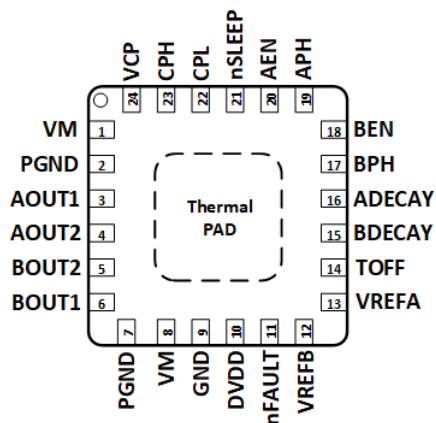 VCP
CPH
CPL
nSLEEP
AEN
APH
24
23
22
21
20
19
VM 1
18 BEN
PGND 2
17 BPH
AOUT1 3
16 ADECAY
AOUT2 4
15 BDECAY
BOUT2 5
14 TOFF
BOUT1 6
13 VREFA
Thermal
PAD
7
8
9
10
11
12
PGND
VM
GND
DVDD
nFAULT
VREFB